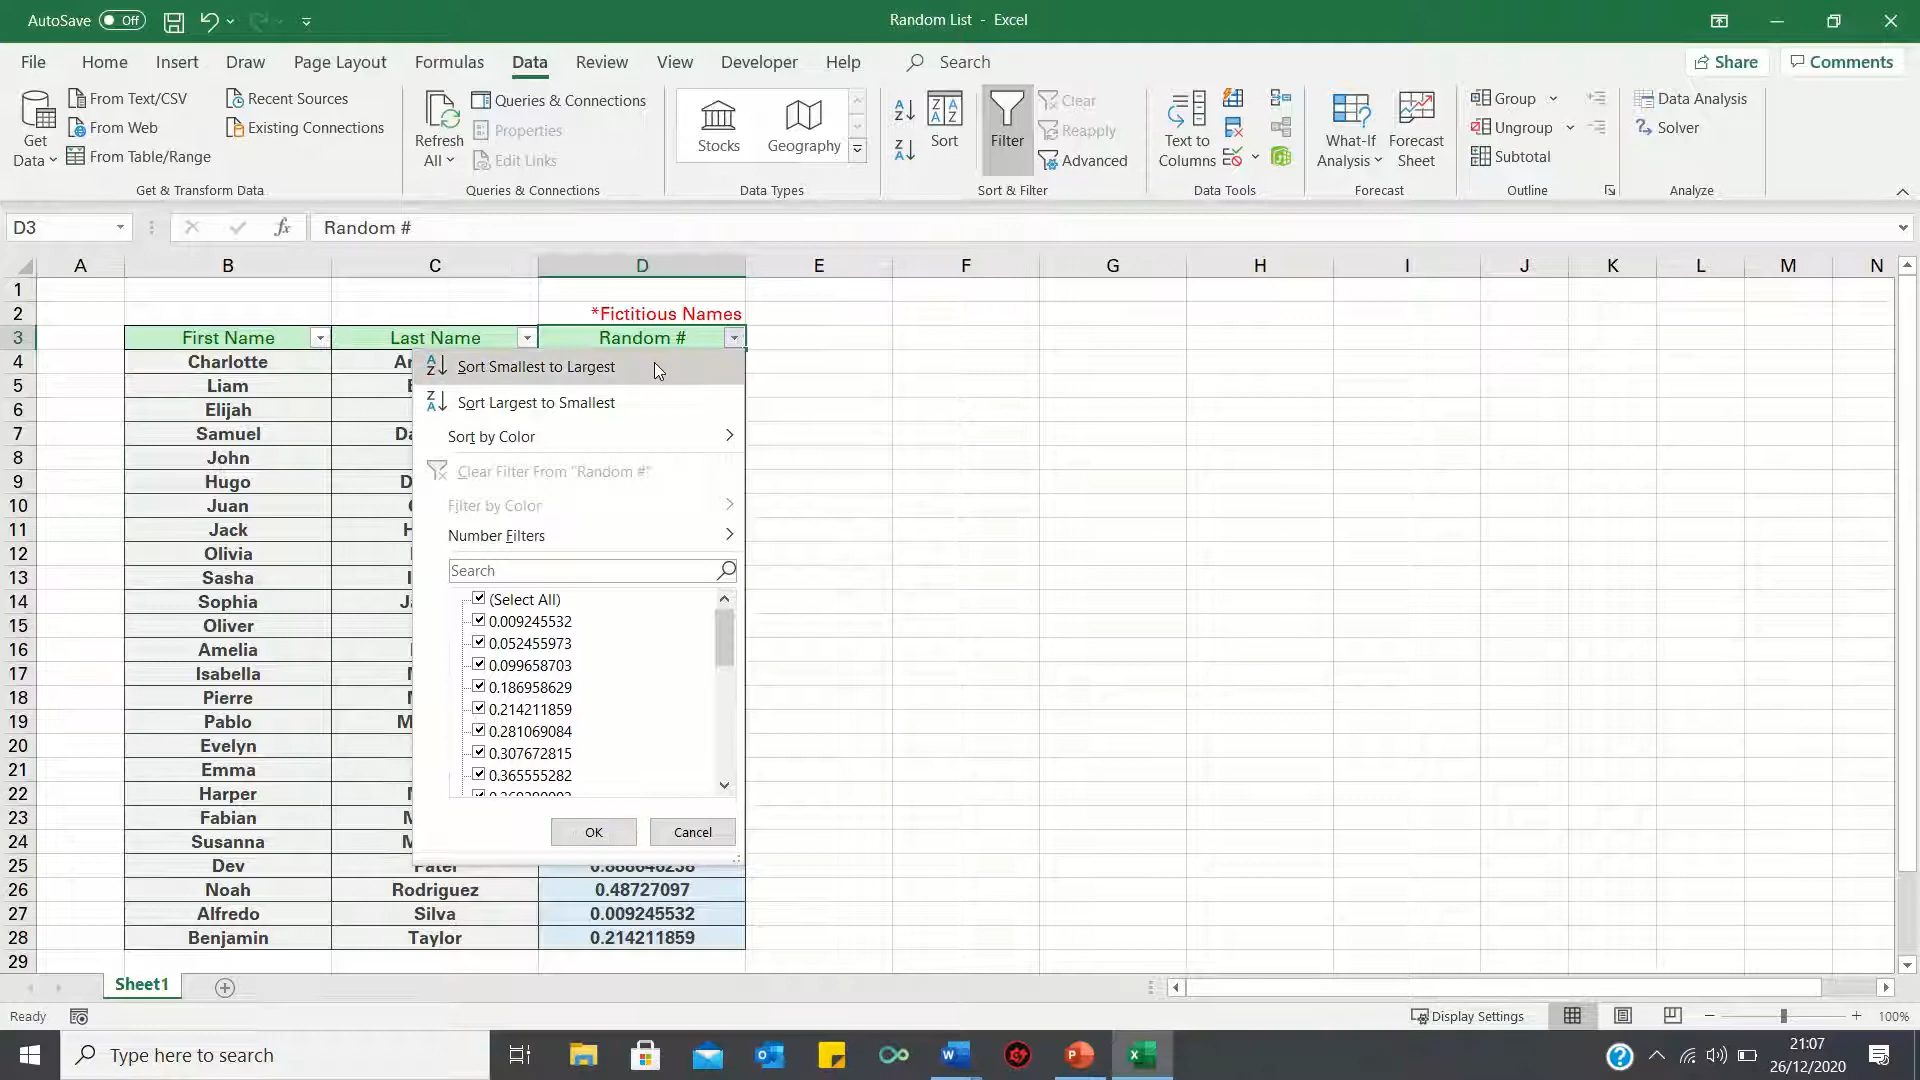 AutoSave Off
Random List - Excel
File Home Insert Draw Page Layout Formulas Data Review View Developer Help Search
Share Comments
Get Data
From Text/CSV
From Web
From Table/Range
Recent Sources
Existing Connections
Get & Transform Data
Refresh All
Queries & Connections
Properties
Edit Links
Queries & Connections
Stocks
Geography
Data Types
Sort
Filter
Clear
Reapply
Advanced
Sort & Filter
Text to Columns
Data Tools
What-If Analysis
Forecast Sheet
Forecast
Group
Ungroup
Subtotal
Outline
Data Analysis
Solver
Analyze
D3 fx Random #
A B C D E F G H I J K L M N
1
2 *Fictitious Names
3 First Name Last Name Random #
4 Charlotte
5 Liam
6 Elijah
7 Samuel
8 John
9 Hugo
10 Juan
11 Jack
12 Olivia
13 Sasha
14 Sophia
15 Oliver
16 Amelia
17 Isabella
18 Pierre
19 Pablo
20 Evelyn
21 Emma
22 Harper
23 Fabian
24 Susanna
25 Dev Patel
26 Noah Rodriguez 0.48727097
27 Alfredo Silva 0.009245532
28 Benjamin Taylor 0.214211859
29
Sort Smallest to Largest
Sort Largest to Smallest
Sort by Color
Clear Filter From "Random #"
Filter by Color
Number Filters
Search
(Select All)
0.009245532
0.052455973
0.099658703
0.186958629
0.214211859
0.281069084
0.307672815
0.365555282
OK Cancel
Sheet1
Ready
Display Settings
100%
Type here to search
21:07
26/12/2020